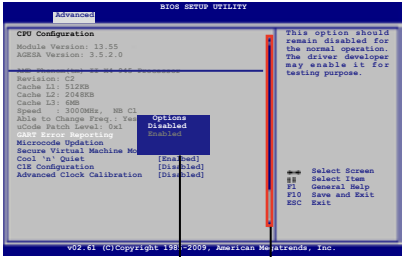 BIOS SETUP UTILITY
Advanced
CPU Configuration
Module Version: 13.55
AGESA Version: 3.5.2.0
Revision: C2
Cache L1: 512KB
Cache L2: 2048KB
Cache L3: 6MB
Speed : 3000MHz, NB Cl
Able to Change Freq.: Yes
uCode Patch Level: 0x1
GART Error Reporting
Microcode Updation
Secure Virtual Machine Mo
Cool 'n' Quiet [Enabled]
C1E Configuration [Disabled]
Advanced Clock Calibration [Disabled]
Options
Disabled
Enabled
This option should
remain disabled for
the normal operation.
The driver developer
may enable it for
testing purpose.
Select Screen
Select Item
F1 General Help
F10 Save and Exit
ESC Exit
v02.61 (C)Copyright 1985-2009, American Megatrends, Inc.